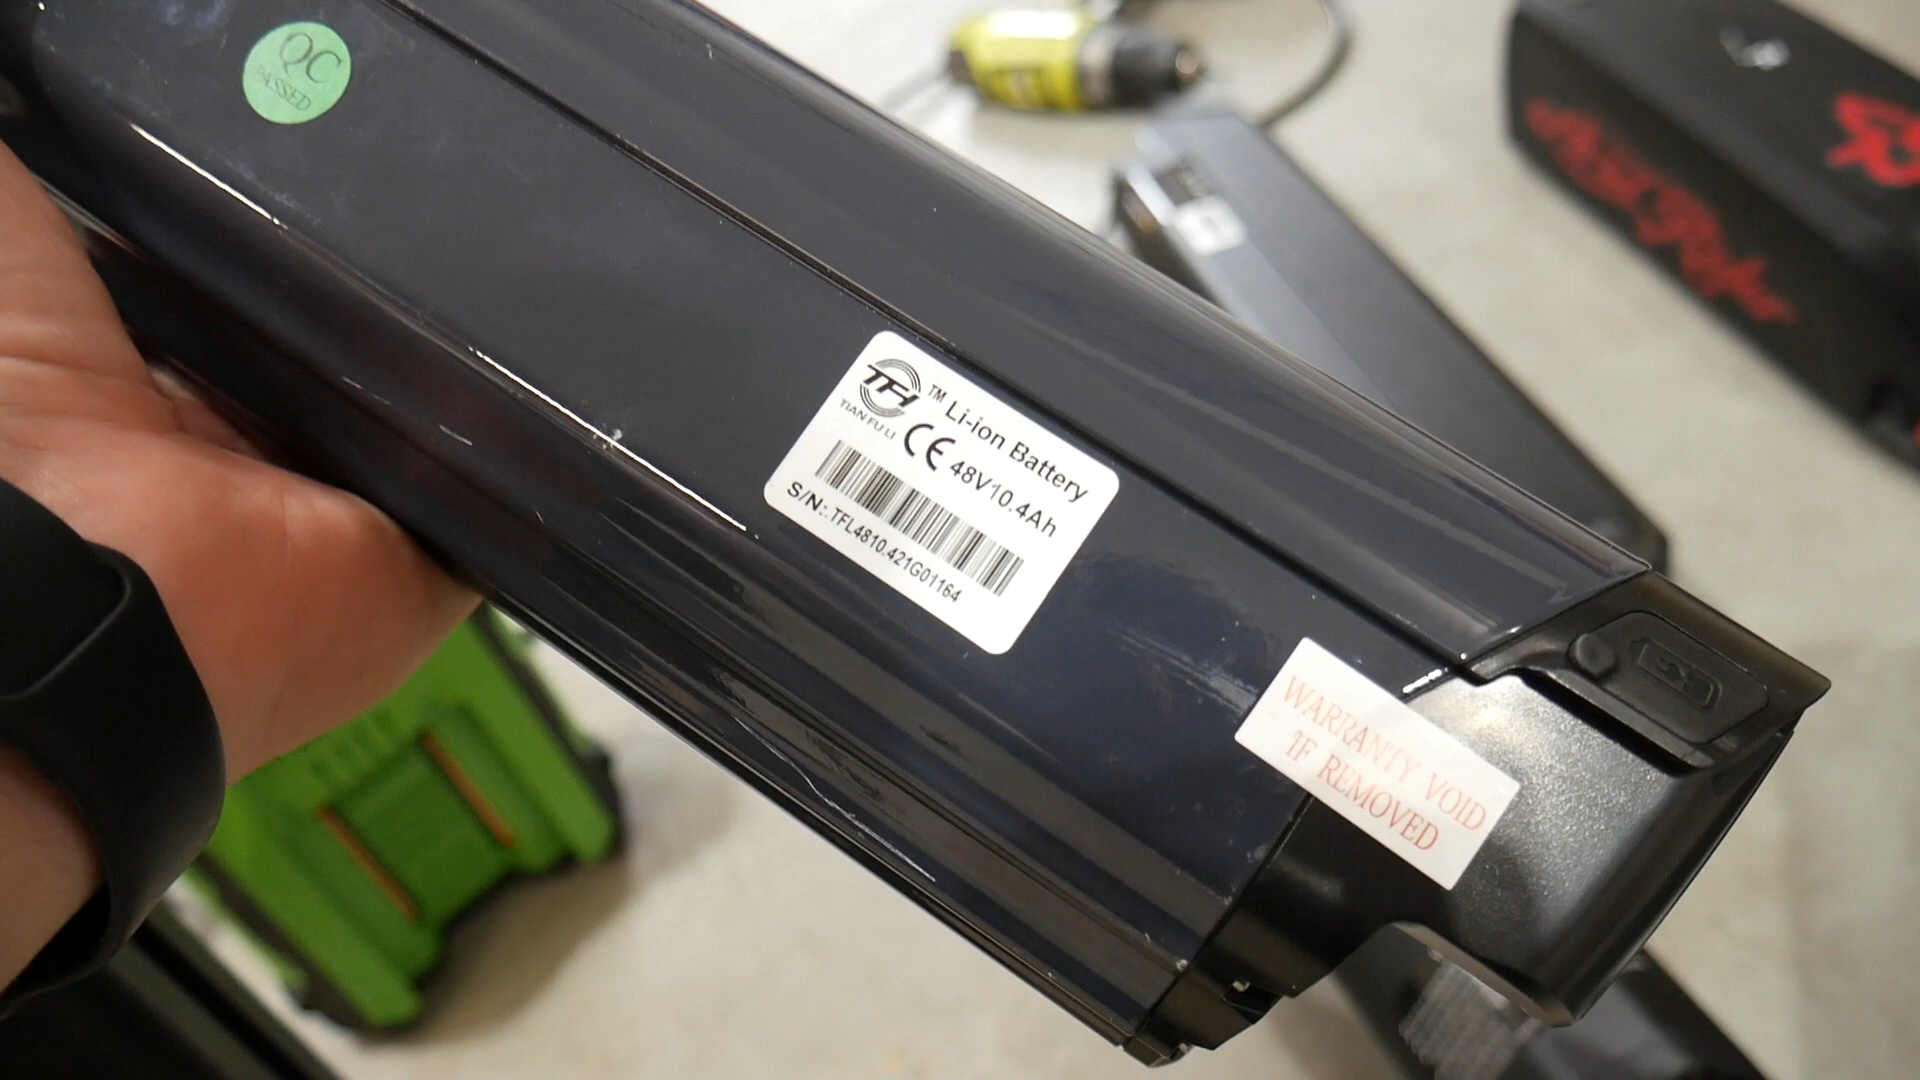 QC
PASSED
TFL
TIAN FU LI
™ Li-ion Battery
CE 48V10.4Ah
S/N: TFL4810.421G01164
WARRANTY VOID
IF REMOVED